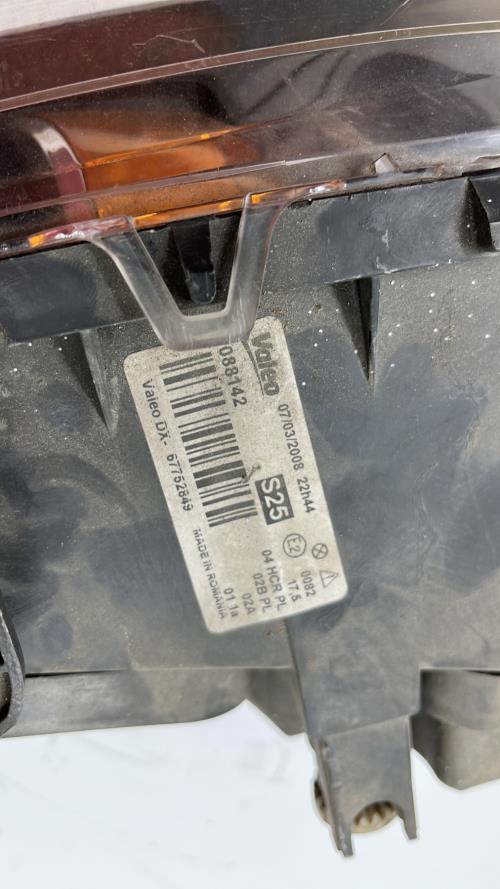 Valeo
07/03/2008 22h44
088142
S25
Valeo DX- 67752849
E2
0082
17,5
04 HCR PL
02B PL
02A
01 1a
MADE IN ROMANIA